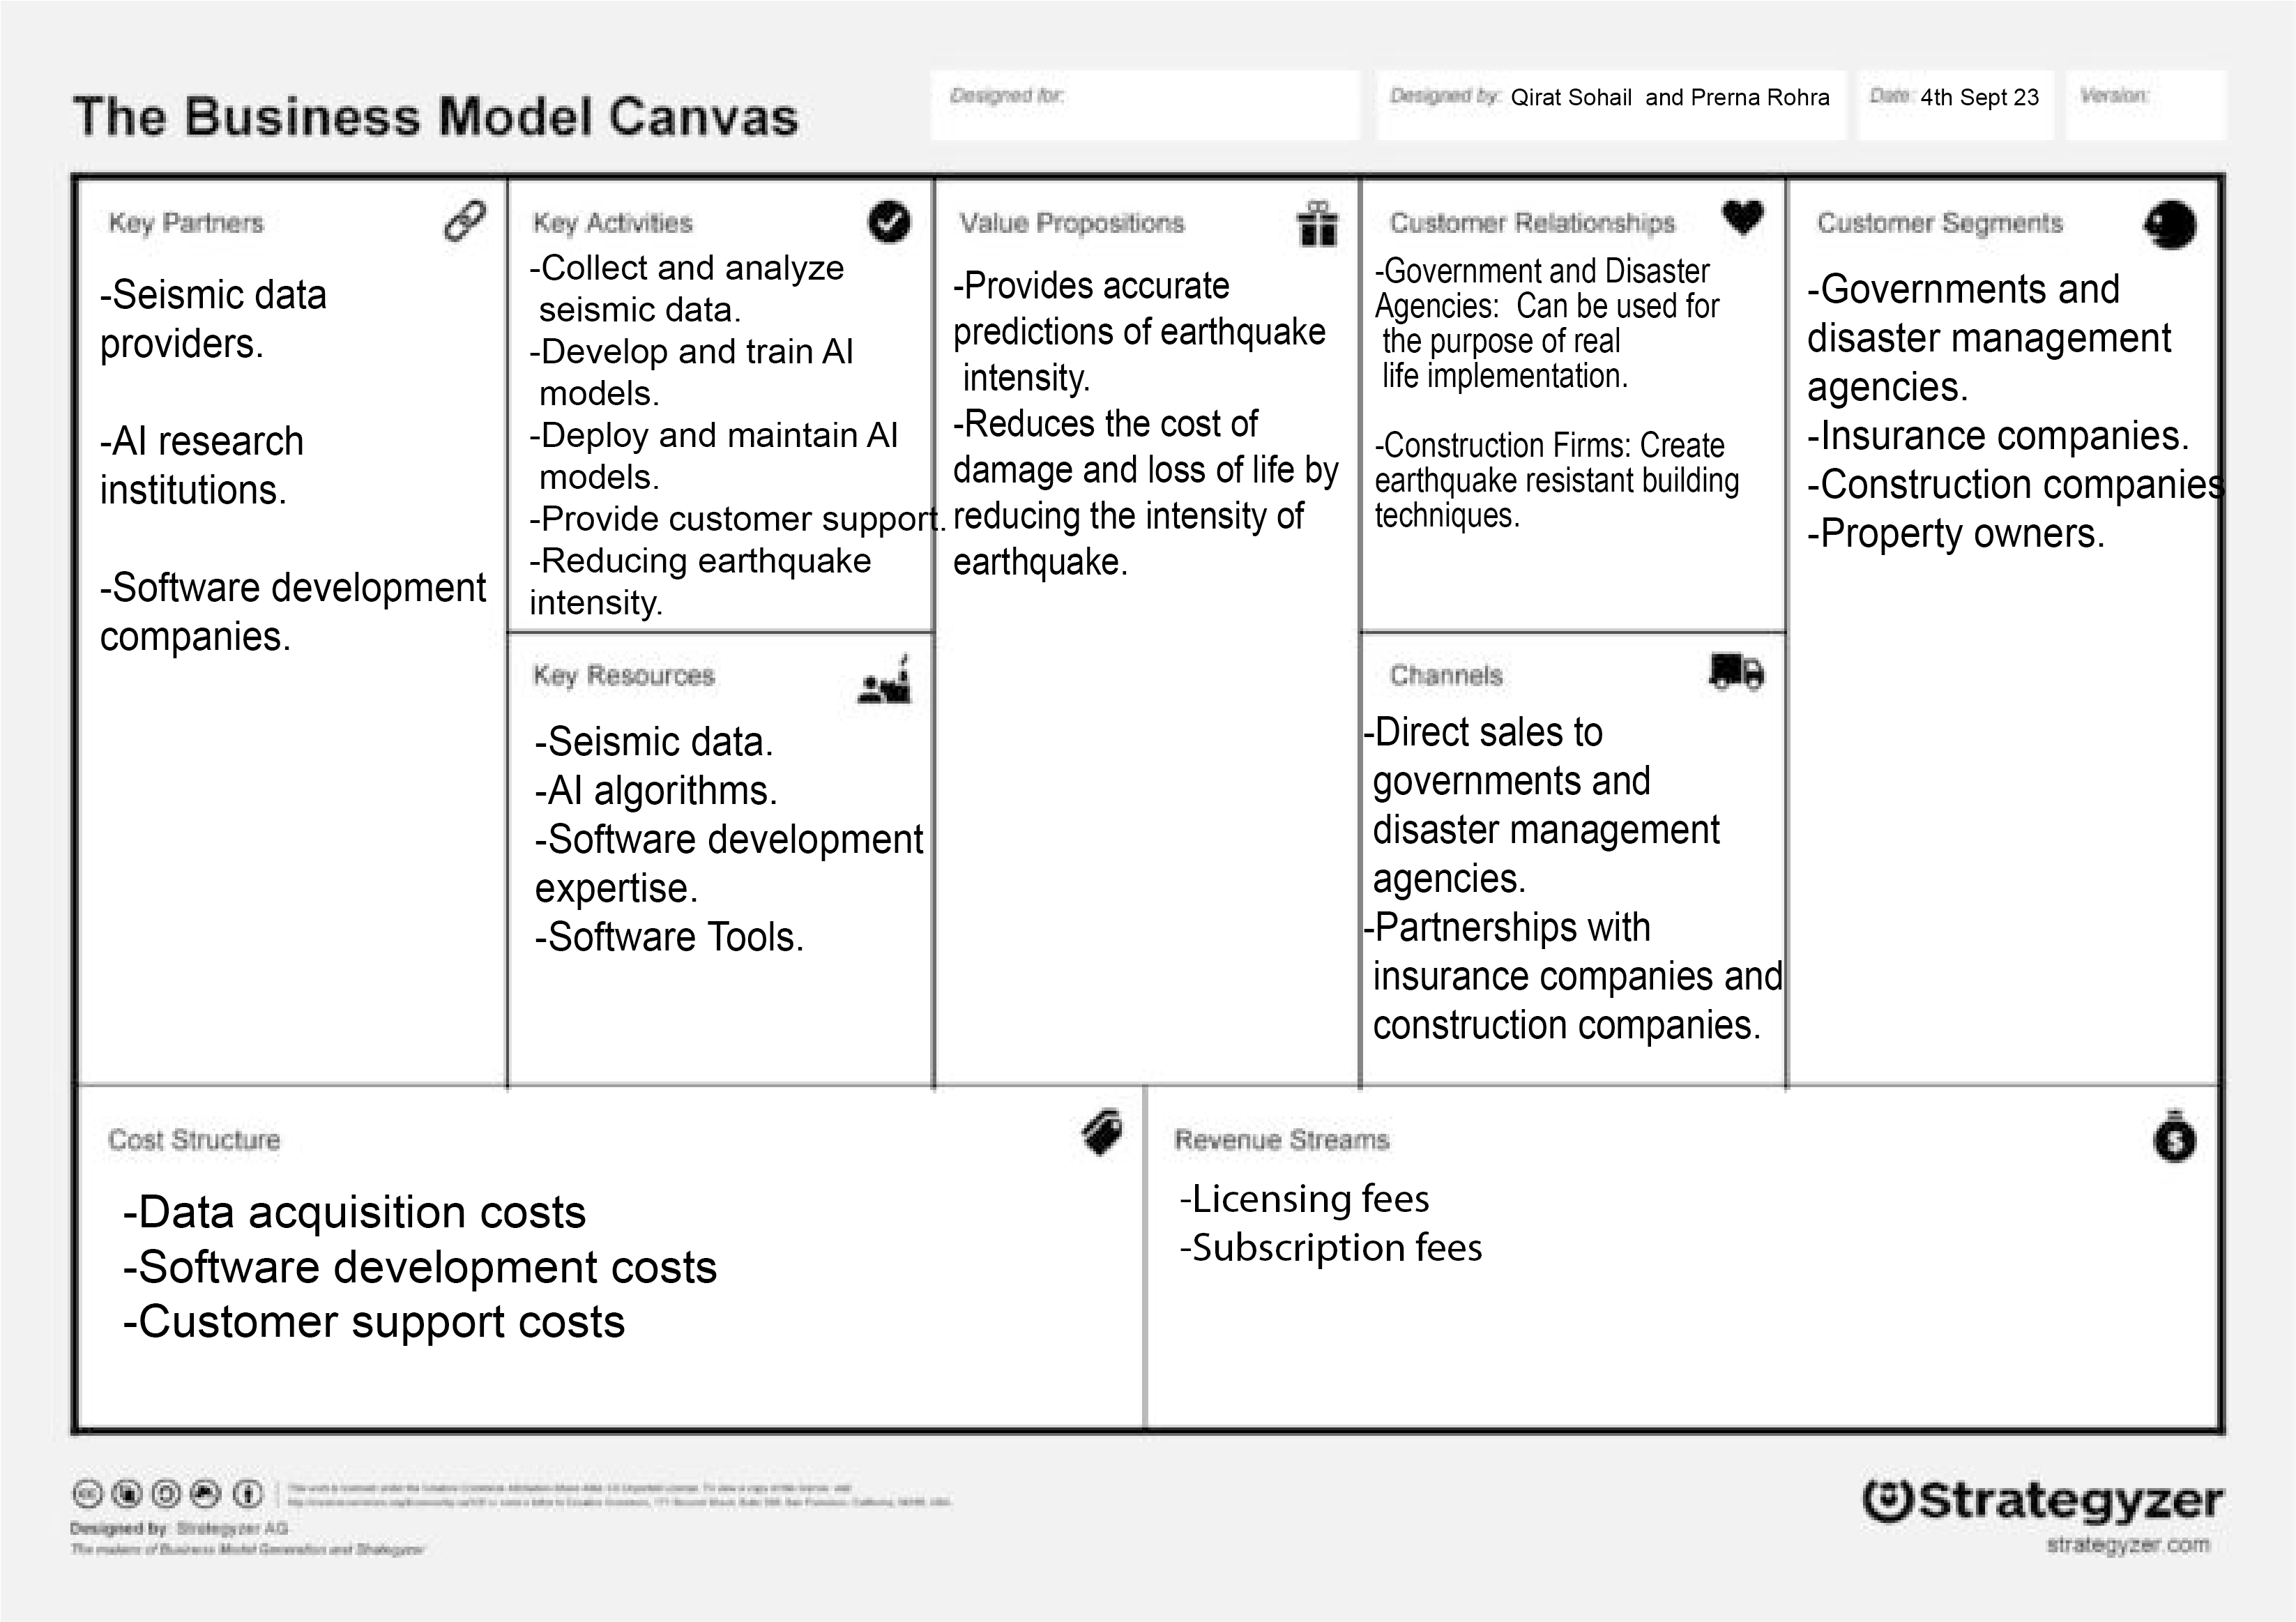 The Business Model Canvas
Designed for:
Designed by: Qirat Sohail and Prerna Rohra
Date: 4th Sept 23
Version:
Key Partners
-Seismic data
providers.
-AI research
institutions.
-Software development
companies.
Key Activities
-Collect and analyze
seismic data.
-Develop and train AI
models.
-Deploy and maintain AI
models.
-Provide customer support.
-Reducing earthquake
intensity.
Key Resources
-Seismic data.
-AI algorithms.
-Software development
expertise.
-Software Tools.
Value Propositions
-Provides accurate
predictions of earthquake
intensity.
-Reduces the cost of
damage and loss of life by
reducing the intensity of
earthquake.
Customer Relationships
-Government and Disaster
Agencies: Can be used for
the purpose of real
life implementation.
-Construction Firms: Create
earthquake resistant building
techniques.
Channels
-Direct sales to
governments and
disaster management
agencies.
-Partnerships with
insurance companies and
construction companies.
Customer Segments
-Governments and
disaster management
agencies.
-Insurance companies.
-Construction companies
-Property owners.
Cost Structure
-Data acquisition costs
-Software development costs
-Customer support costs
Revenue Streams
-Licensing fees
-Subscription fees
Designed by: Strategyzer AG
The makers of Business Model Generation and Strategyzer
Strategyzer
strategyzer.com